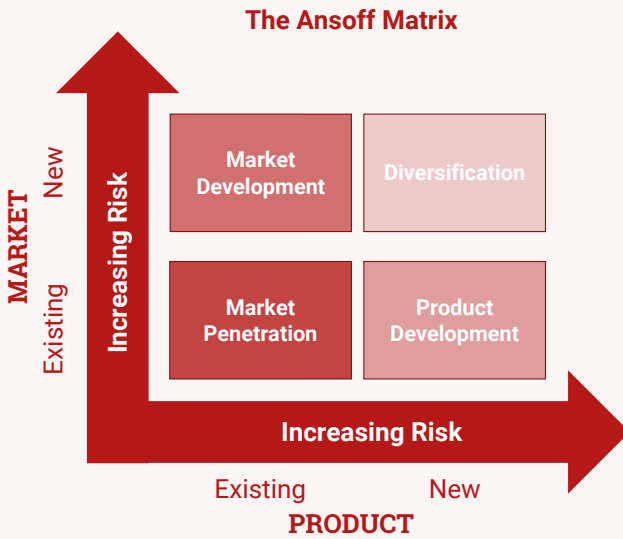 The Ansoff Matrix
MARKET
New
Existing
Increasing Risk
Market
Development
Diversification
Market
Penetration
Product
Development
Increasing Risk
Existing
New
PRODUCT